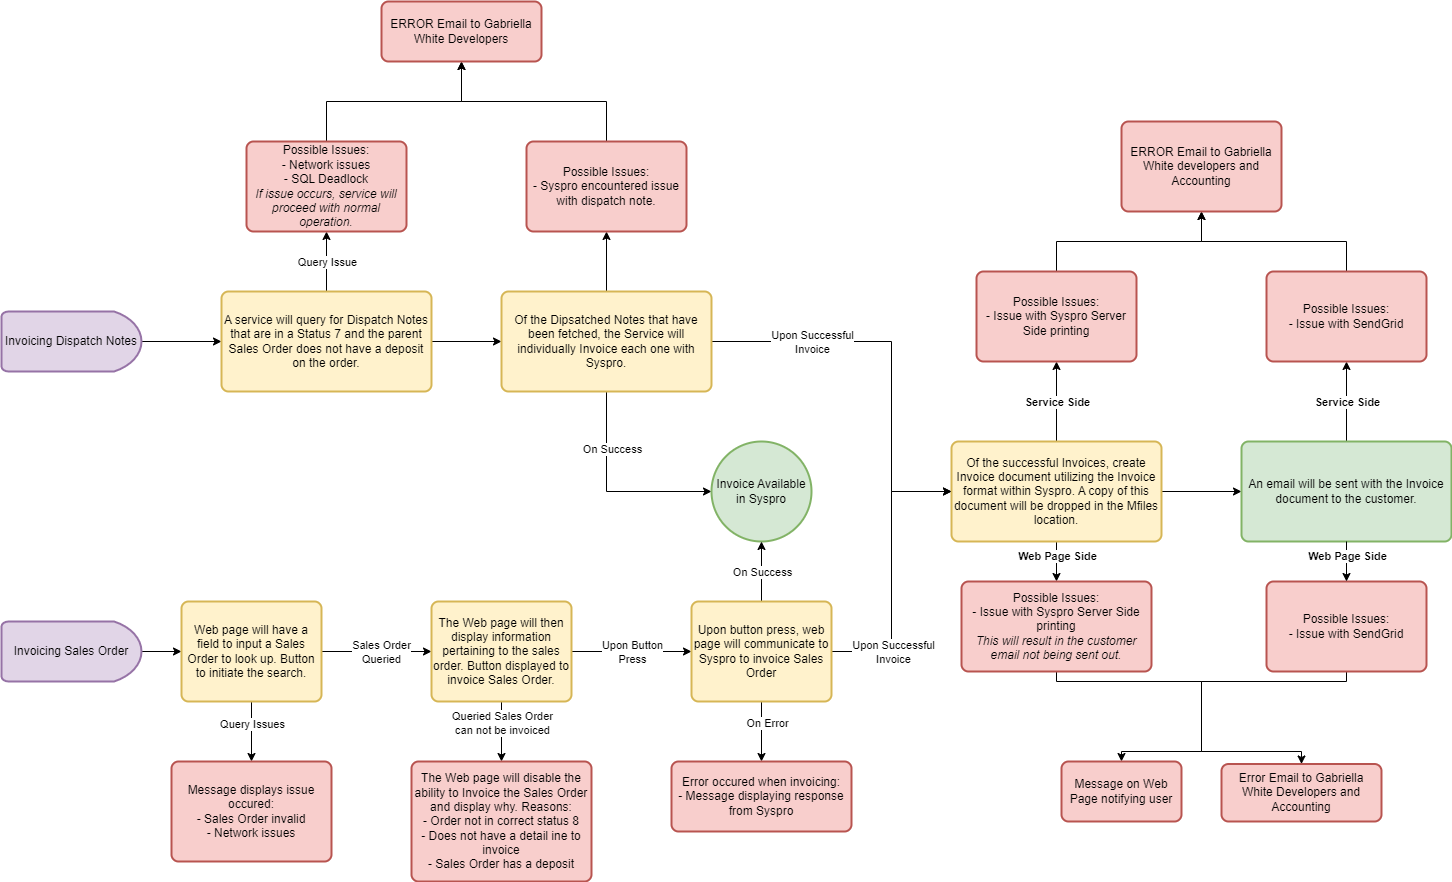 ERROR Email to Gabriella
White Developers
Possible Issues:
- Network issues
- SQL Deadlock
If issue occurs, service will
proceed with normal
operation.
Possible Issues:
- Syspro encountered issue
with dispatch note.
ERROR Email to Gabriella
White developers and
Accounting
Query Issue
Possible Issues:
- Issue with Syspro Server
Side printing
Possible Issues:
- Issue with SendGrid
Invoicing Dispatch Notes
A service will query for Dispatch Notes
that are in a Status 7 and the parent
Sales Order does not have a deposit
on the order.
Of the Dipsatched Notes that have
been fetched, the Service will
individually Invoice each one with
Syspro.
Upon Successful
Invoice
Service Side
Service Side
On Success
Invoice Available
in Syspro
Of the successful Invoices, create
Invoice document utilizing the Invoice
format within Syspro. A copy of this
document will be dropped in the Mfiles
location.
An email will be sent with the Invoice
document to the customer.
On Success
Web Page Side
Web Page Side
Invoicing Sales Order
Web page will have a
field to input a Sales
Order to look up. Button
to initiate the search.
Sales Order
Queried
The Web page will then
display information
pertaining to the sales
order. Button displayed to
invoice Sales Order.
Upon Button
Press
Upon button press, web
page will communicate to
Syspro to invoice Sales
Order
Upon Successful
Invoice
Possible Issues:
- Issue with Syspro Server Side
printing
This will result in the customer
email not being sent out.
Possible Issues:
- Issue with SendGrid
Query Issues
Queried Sales Order
can not be invoiced
On Error
Message displays issue
occured:
- Sales Order invalid
- Network issues
The Web page will disable the
ability to Invoice the Sales Order
and display why. Reasons:
- Order not in correct status 8
- Does not have a detail ine to
invoice
- Sales Order has a deposit
Error occured when invoicing:
- Message displaying response
from Syspro
Message on Web
Page notifying user
Error Email to Gabriella
White Developers and
Accounting